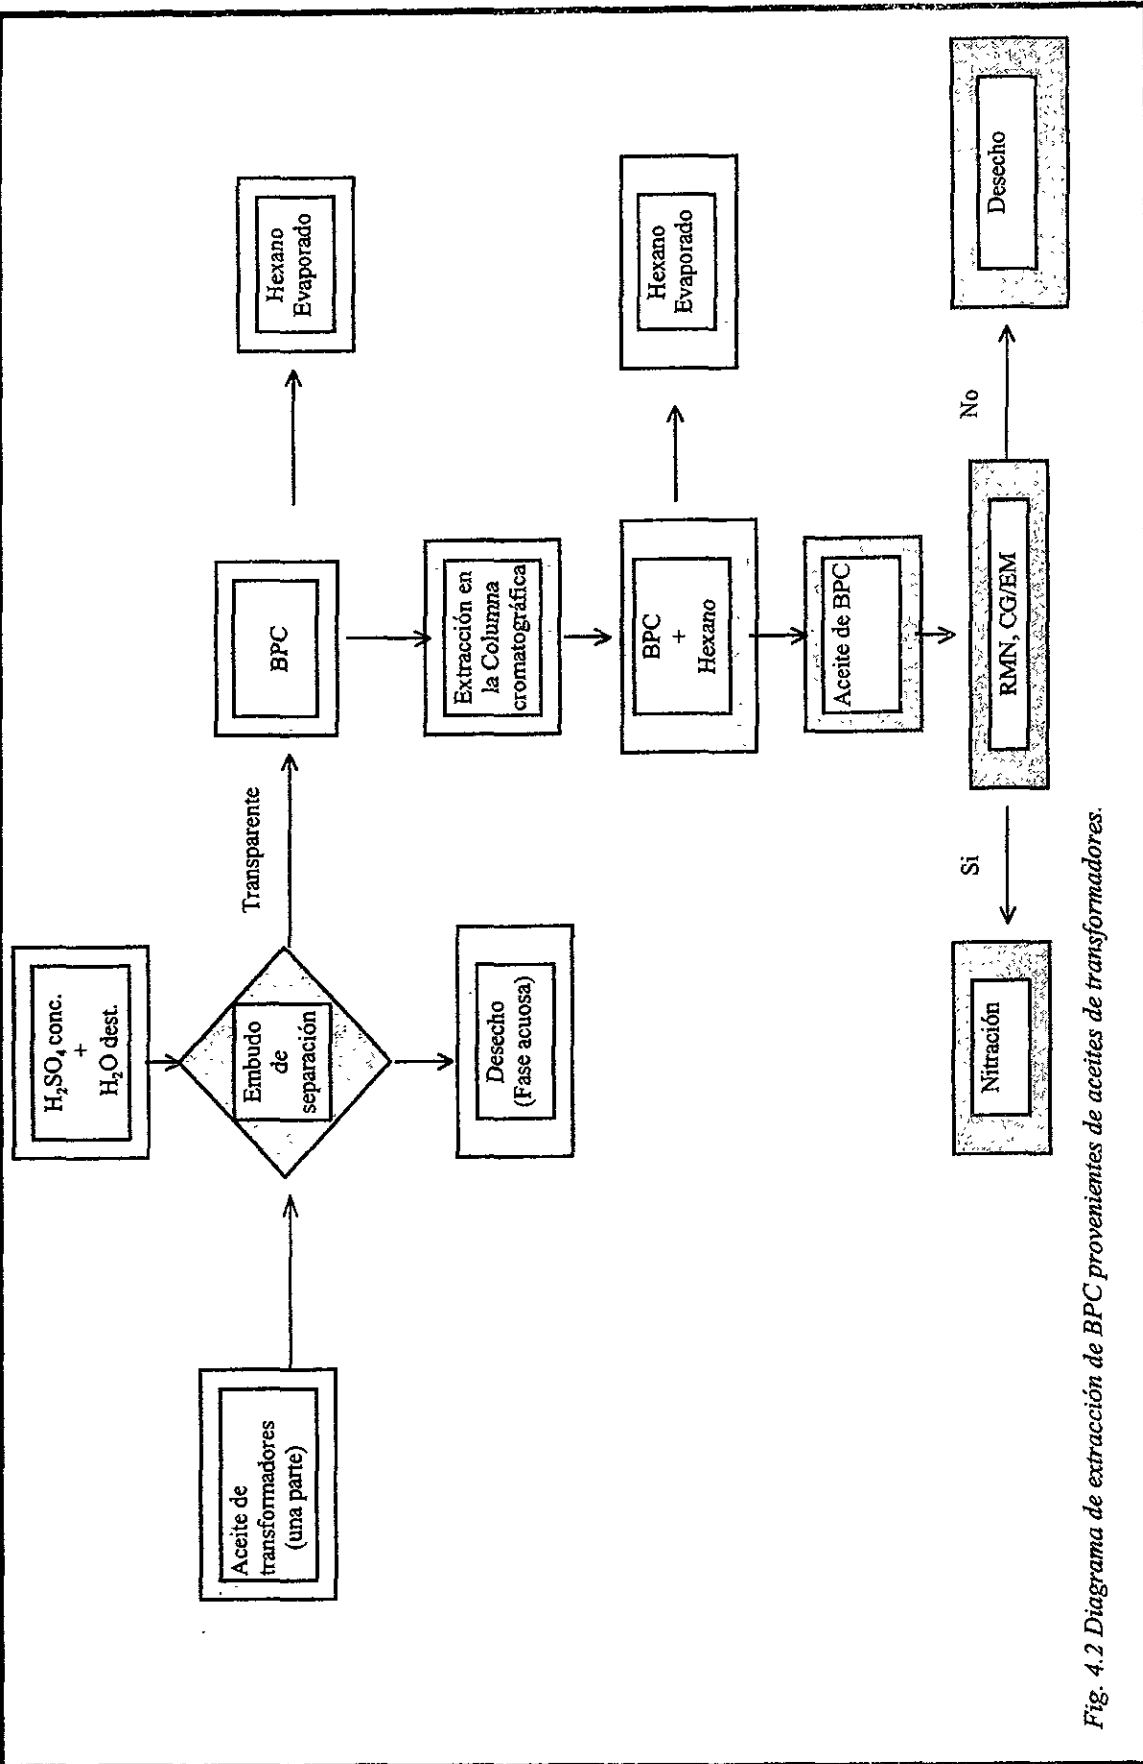 H₂SO₄ conc.
+
H₂O dest.
Aceite de
transformadores
(una parte)
Embudo
de
separación
Transparente
BPC
Hexano
Evaporado
Desecho
(Fase acuosa)
Extracción en
la Columna
cromatográfica
BPC
+
Hexano
Hexano
Evaporado
Aceite de BPC
Nitración
Si
RMN, CG/EM
No
Desecho
Fig. 4.2 Diagrama de extracción de BPC provenientes de aceites de transformadores.